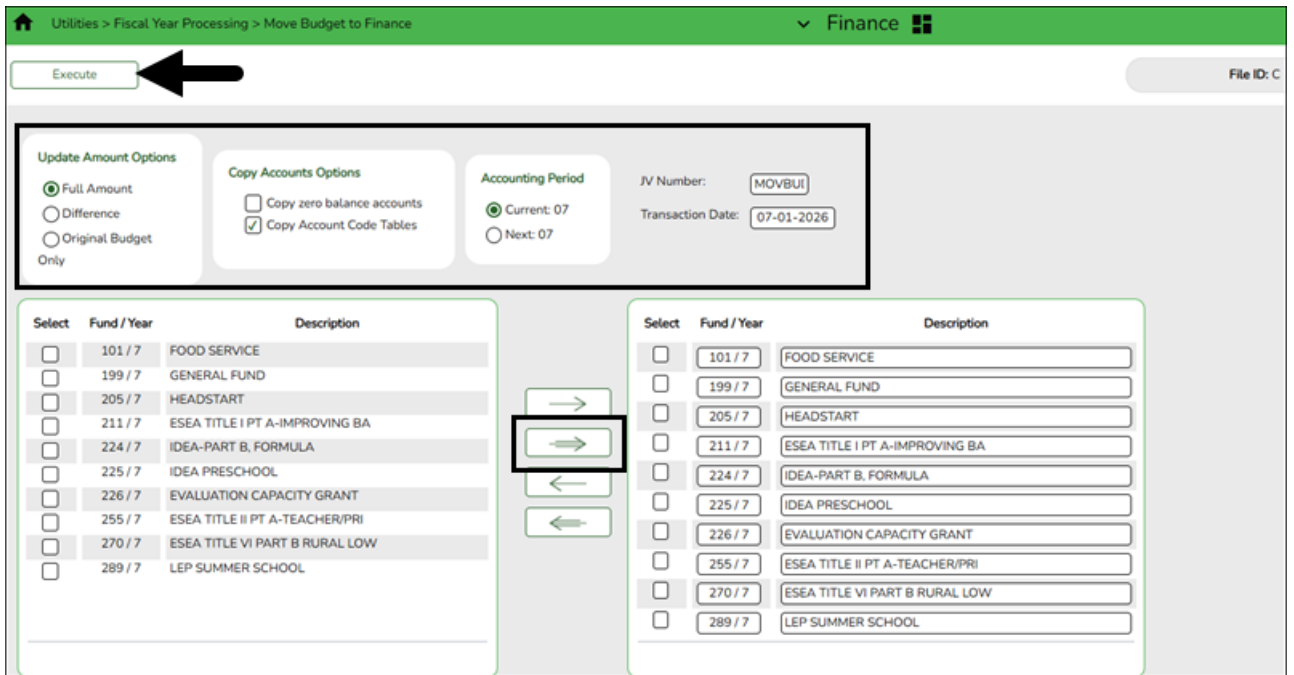 Utilities > Fiscal Year Processing > Move Budget to Finance
Finance
Execute
File ID: C
Update Amount Options
Full Amount
Difference
Original Budget
Only
Copy Accounts Options
Copy zero balance accounts
Copy Account Code Tables
Accounting Period
Current: 07
Next: 07
JV Number: MOVBUI
Transaction Date: 07-01-2026
Select Fund / Year Description
101 / 7 FOOD SERVICE
199 / 7 GENERAL FUND
205 / 7 HEADSTART
211 / 7 ESEA TITLE I PT A-IMPROVING BA
224 / 7 IDEA-PART B, FORMULA
225 / 7 IDEA PRESCHOOL
226 / 7 EVALUATION CAPACITY GRANT
255 / 7 ESEA TITLE II PT A-TEACHER/PRI
270 / 7 ESEA TITLE VI PART B RURAL LOW
289 / 7 LEP SUMMER SCHOOL
Select Fund / Year Description
101 / 7 FOOD SERVICE
199 / 7 GENERAL FUND
205 / 7 HEADSTART
211 / 7 ESEA TITLE I PT A-IMPROVING BA
224 / 7 IDEA-PART B, FORMULA
225 / 7 IDEA PRESCHOOL
226 / 7 EVALUATION CAPACITY GRANT
255 / 7 ESEA TITLE II PT A-TEACHER/PRI
270 / 7 ESEA TITLE VI PART B RURAL LOW
289 / 7 LEP SUMMER SCHOOL